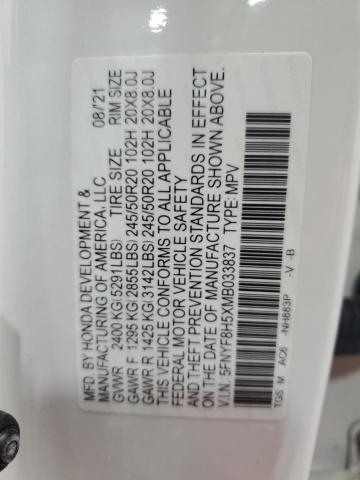 MFD. BY HONDA DEVELOPMENT & 08/'21
MANUFACTURING OF AMERICA, LLC
GVWR 2400 KG(5291LBS) TIRE SIZE RIM SIZE
GAWR F 1295 KG(2855LBS) 245/50R20 102H 20X8.0J
GAWR R 1425 KG(3142LBS) 245/50R20 102H 20X8.0J
THIS VEHICLE CONFORMS TO ALL APPLICABLE
FEDERAL MOTOR VEHICLE SAFETY
AND THEFT PREVENTION STANDARDS IN EFFECT
ON THE DATE OF MANUFACTURE SHOWN ABOVE.
V.I.N.: 5FNYF8H5XMB033837 TYPE: MPV
TGS M AC6 -NH883P -V -B